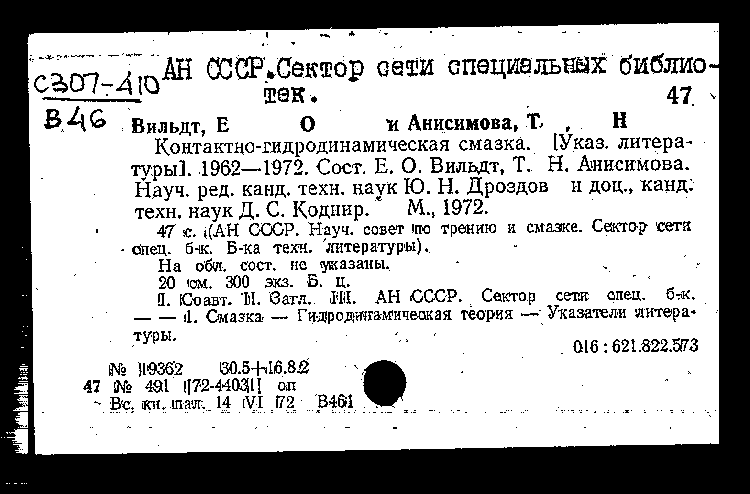 АН СССР. Сектор сети специальных библио-
тек.
47
С307-410
В46
Вильдт, Е О и Анисимова, Т. , Н
Контактно-гидродинамическая смазка. [Указ. литера-
туры]. 1962—1972. Сост. Е. О. Вильдт, Т. Н. Анисимова.
Науч. ред. канд. техн. наук Ю. Н. Дроздов и доц., канд.
техн. наук Д. С. Коднир. М., 1972.
47 с. (АН СССР. Науч. совет по трению и смазке. Сектор сети
спец. б-к. Б-ка техн. литературы).
На обл. сост. не указаны.
20 см. 300 экз. Б. ц.
I. Соавт. II. Загл. III. АН СССР. Сектор сети спец. б-к.
— — 1. Смазка — Гидродинамическая теория — Указатели литера-
туры.
016 : 621.822.573
№ 19362 30.5+16.82
47 № 491 [72-44031] оп
Вс. кн. пал. 14 VI 72 В461